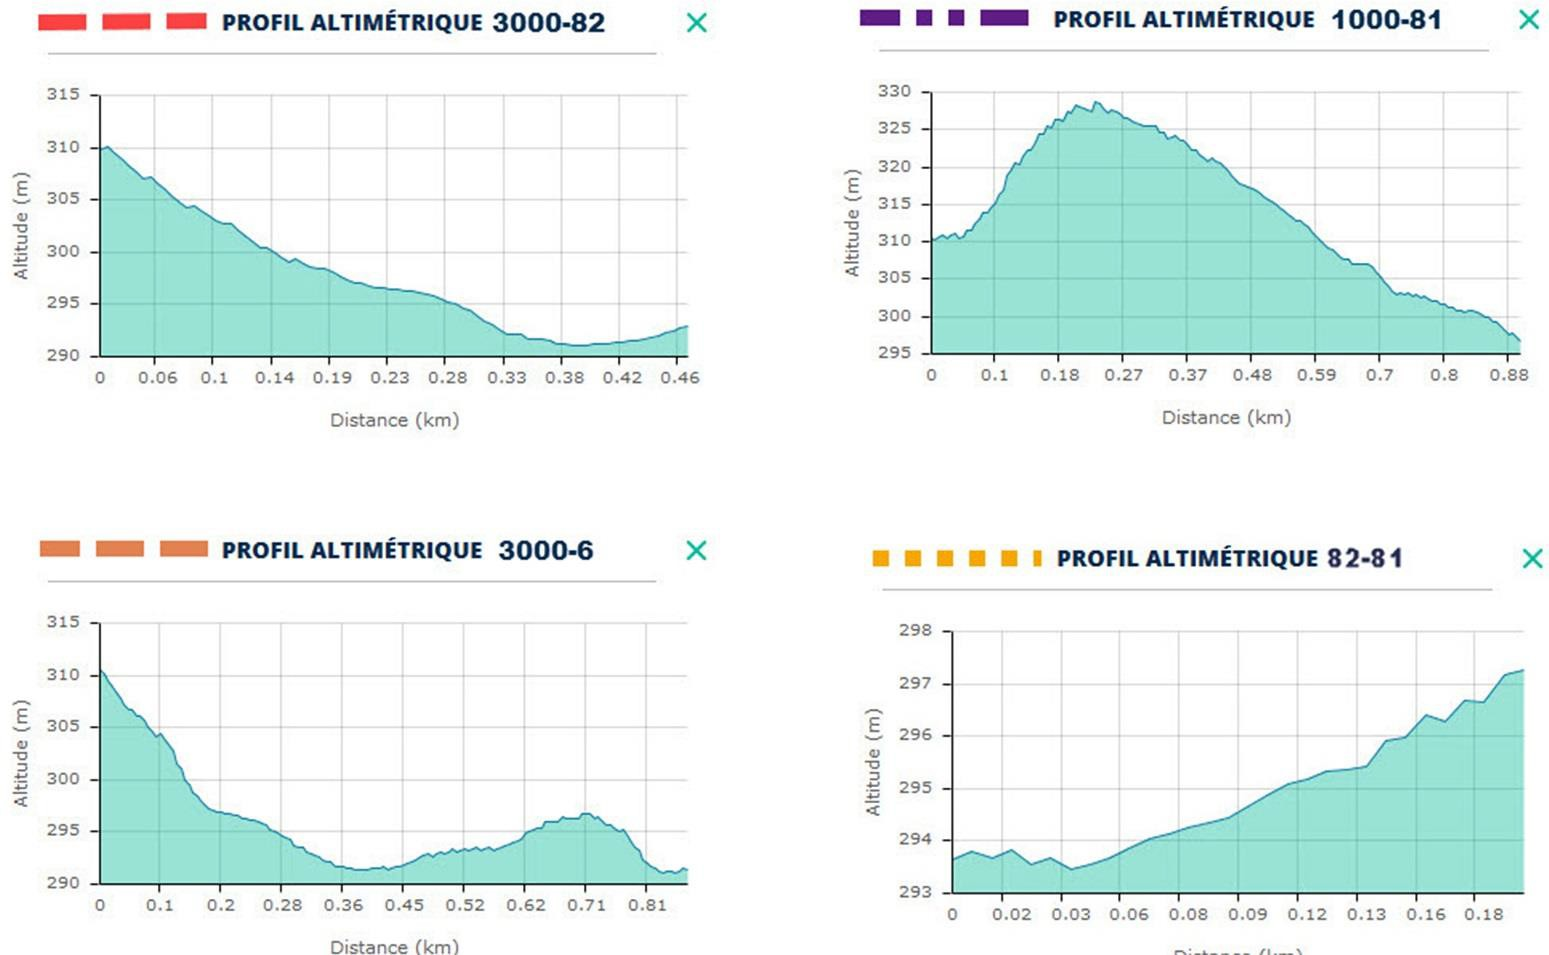 PROFIL ALTIMÉTRIQUE 3000-82
315
310
305
300
295
290
Altitude (m)
0 0.06 0.1 0.14 0.19 0.23 0.28 0.33 0.38 0.42 0.46
Distance (km)
PROFIL ALTIMÉTRIQUE 1000-81
330
325
320
315
310
305
300
295
Altitude (m)
0 0.1 0.18 0.27 0.37 0.48 0.59 0.7 0.8 0.88
Distance (km)
PROFIL ALTIMÉTRIQUE 3000-6
315
310
305
300
295
290
Altitude (m)
0 0.1 0.2 0.28 0.36 0.45 0.52 0.62 0.71 0.81
Distance (km)
PROFIL ALTIMÉTRIQUE 82-81
298
297
296
295
294
293
Altitude (m)
0 0.02 0.03 0.06 0.08 0.09 0.12 0.13 0.16 0.18
Distance (km)